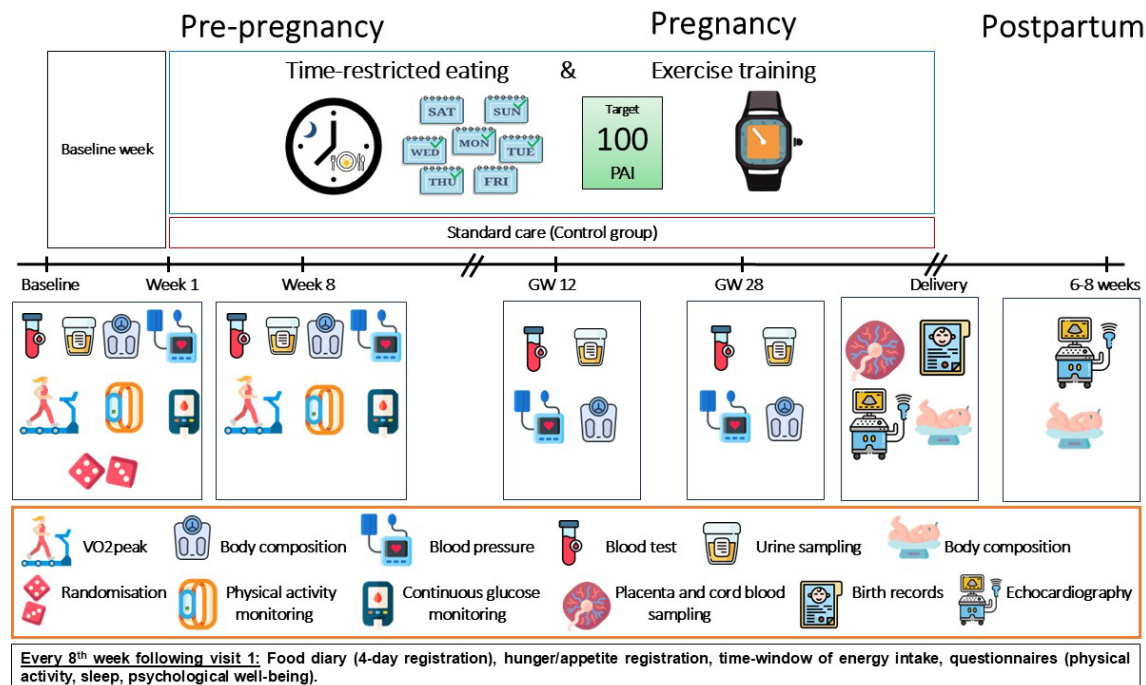 Pre-pregnancy
Pregnancy
Postpartum
Baseline week
Time-restricted eating & Exercise training
SAT
SUN
WED
MON
TUE
THU
FRI
Target
100
PAI
Standard care (Control group)
Baseline
Week 1
Week 8
GW 12
GW 28
Delivery
6-8 weeks
VO2peak
Body composition
Blood pressure
Blood test
Urine sampling
Body composition
Randomisation
Physical activity
monitoring
Continuous glucose
monitoring
Placenta and cord blood
sampling
Birth records
Echocardiography
Every 8th week following visit 1: Food diary (4-day registration), hunger/appetite registration, time-window of energy intake, questionnaires (physical
activity, sleep, psychological well-being).